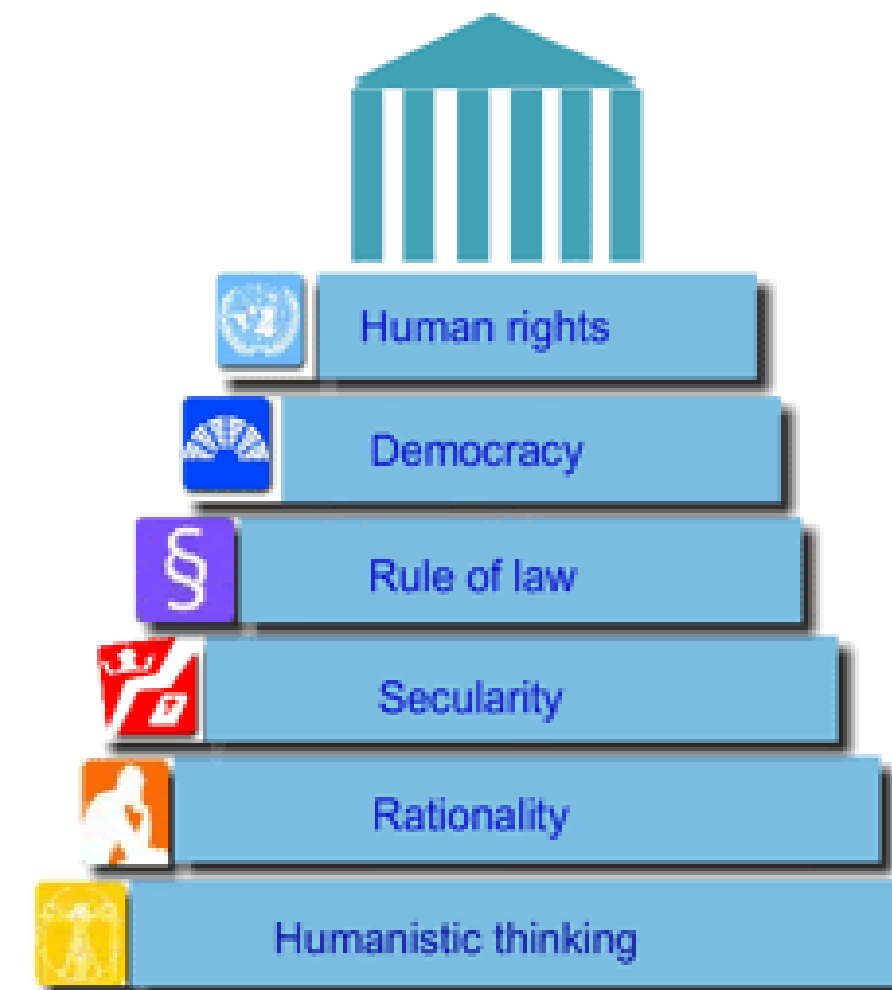 Human rights
Democracy
§
Rule of law
Secularity
Rationality
Humanistic thinking